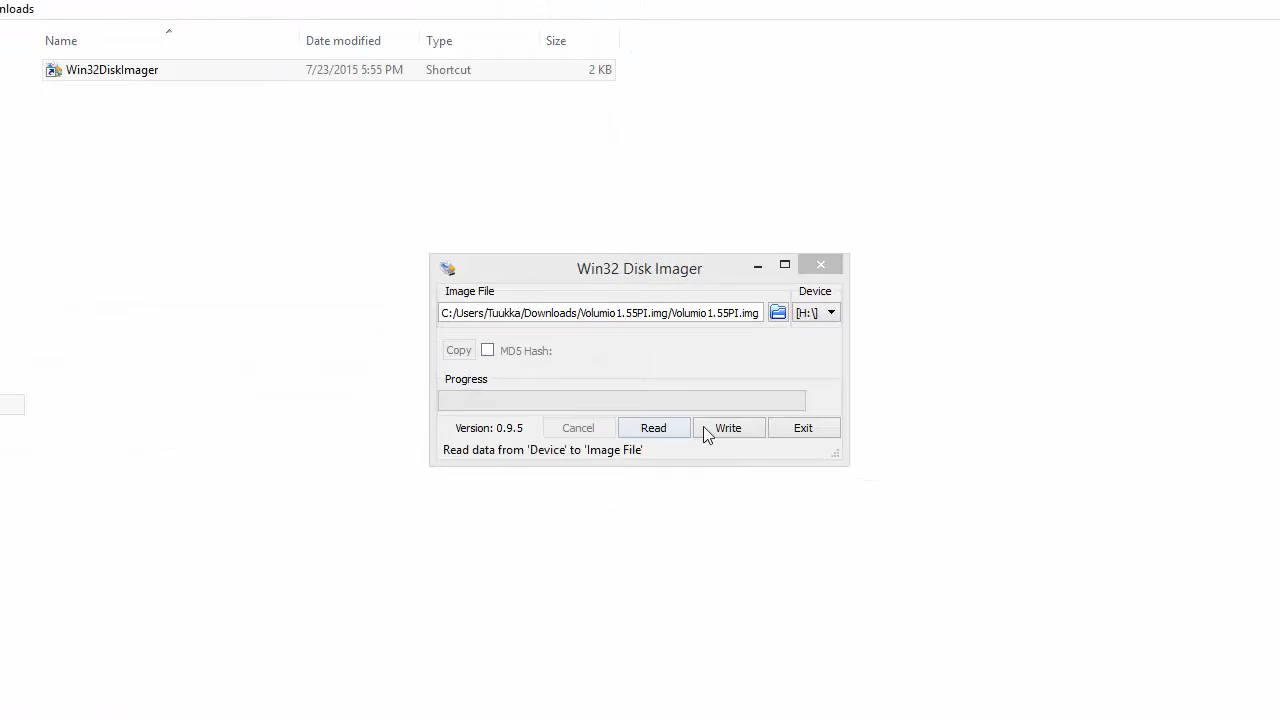 nloads
Name Date modified Type Size
Win32DiskImager 7/23/2015 5:55 PM Shortcut 2 KB
Win32 Disk Imager
Image File Device
C:/Users/Tuukka/Downloads/Volumio1.55PI.img/Volumio1.55PI.img [H:\]
Copy MD5 Hash:
Progress
Version: 0.9.5 Cancel Read Write Exit
Read data from 'Device' to 'Image File'